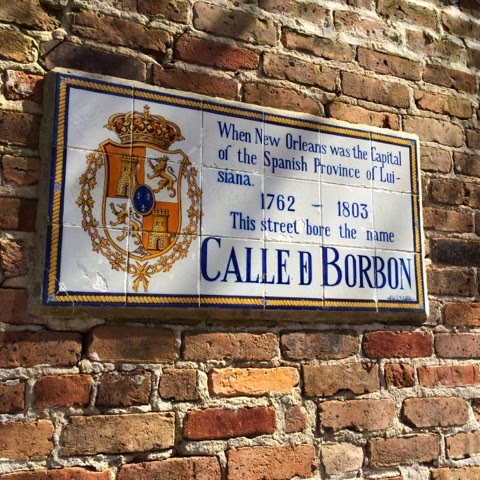 When New Orleans was the Capital
of the Spanish Province of Lui-
siana.
1762 - 1803
This street bore the name
CALLE D BORBON